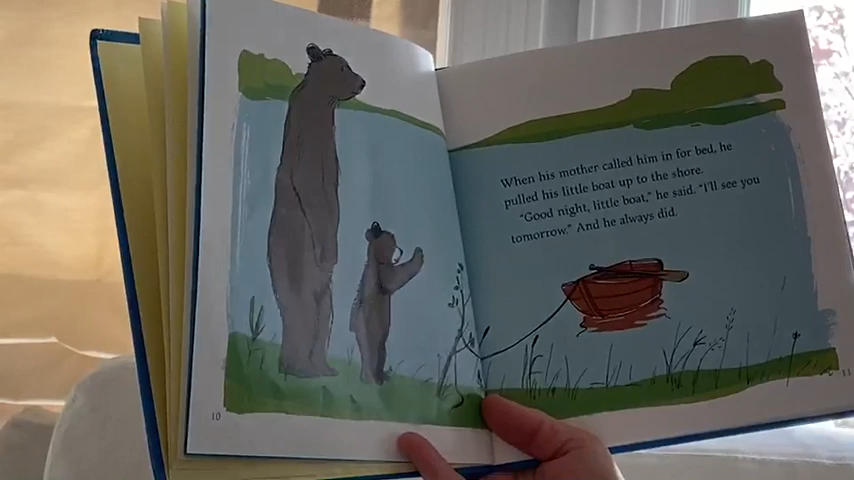 When his mother called him in for bed, he
pulled his little boat up to the shore.
"Good night, little boat," he said. "I'll see you
tomorrow." And he always did.
10
11